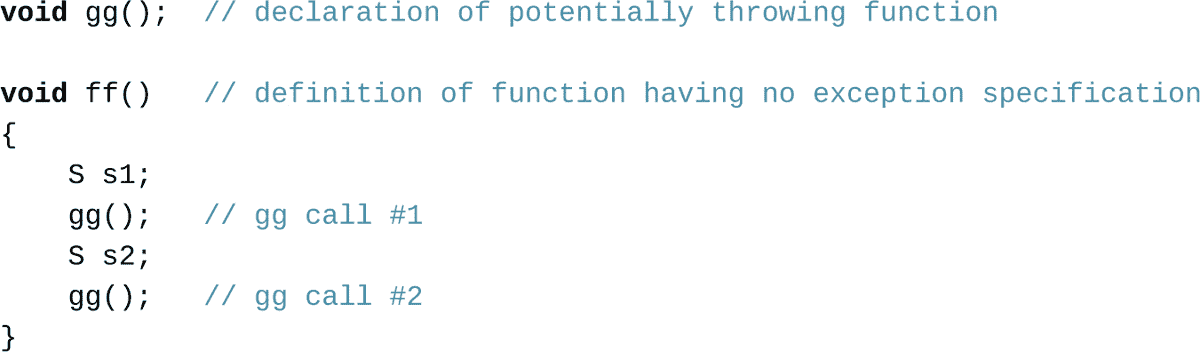 void gg();  // declaration of potentially throwing function

void ff()   // definition of function having no exception specification
{
    S s1;
    gg();   // gg call #1
    S s2;
    gg();   // gg call #2
}